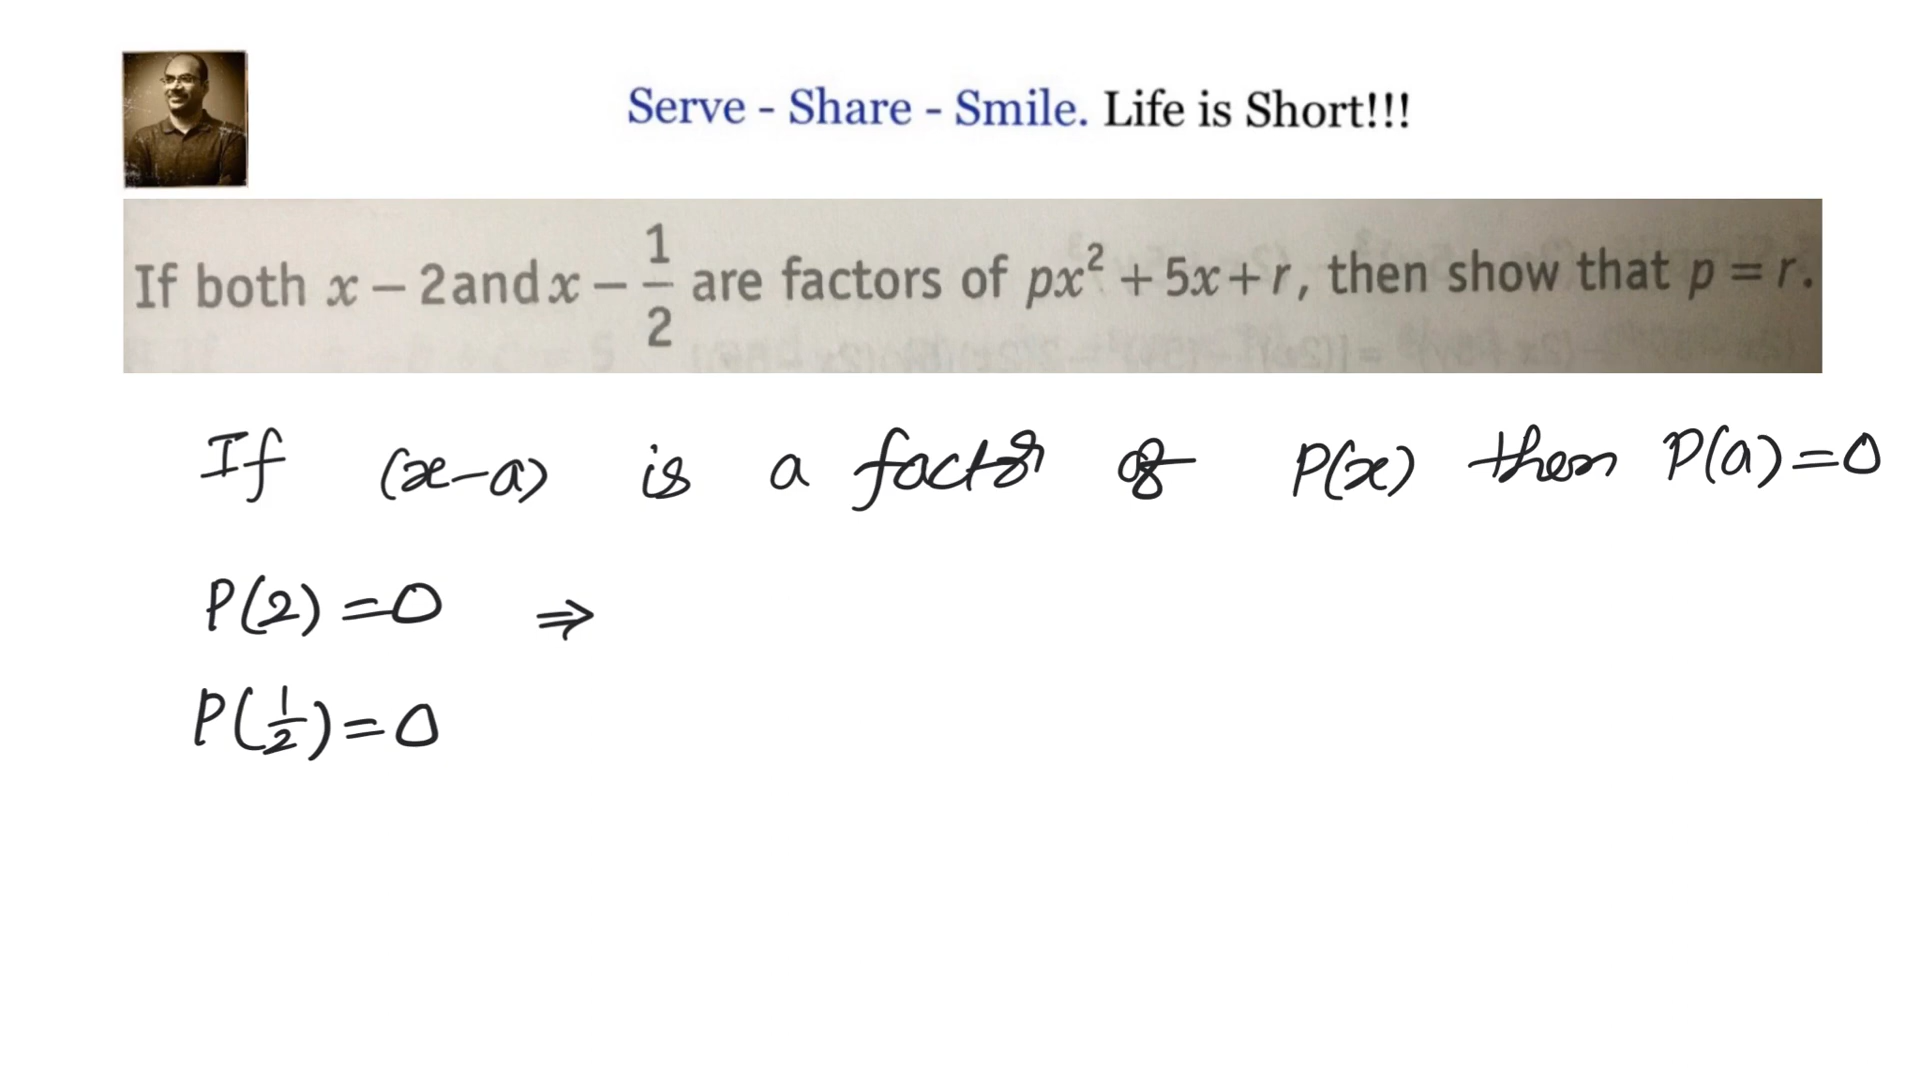 Serve - Share - Smile. Life is Short!!!
If both x − 2 and x − 1/2 are factors of px² + 5x + r, then show that p = r.
If (x-a) is a factor of P(x) then P(a)=0
P(2)=0 ⇒
P(1/2)=0